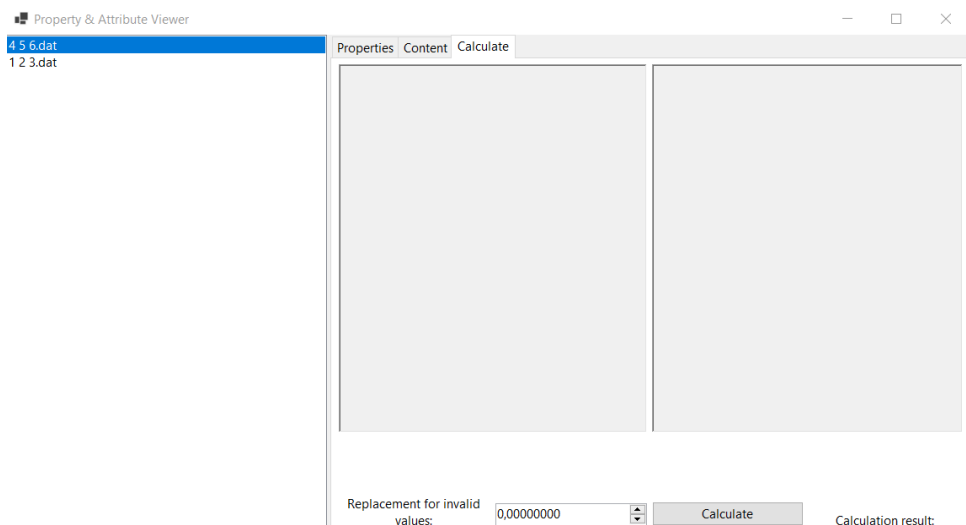 Property & Attribute Viewer
4 5 6.dat
1 2 3.dat
Properties Content Calculate
Replacement for invalid
values:
0,00000000
Calculate
Calculation result: